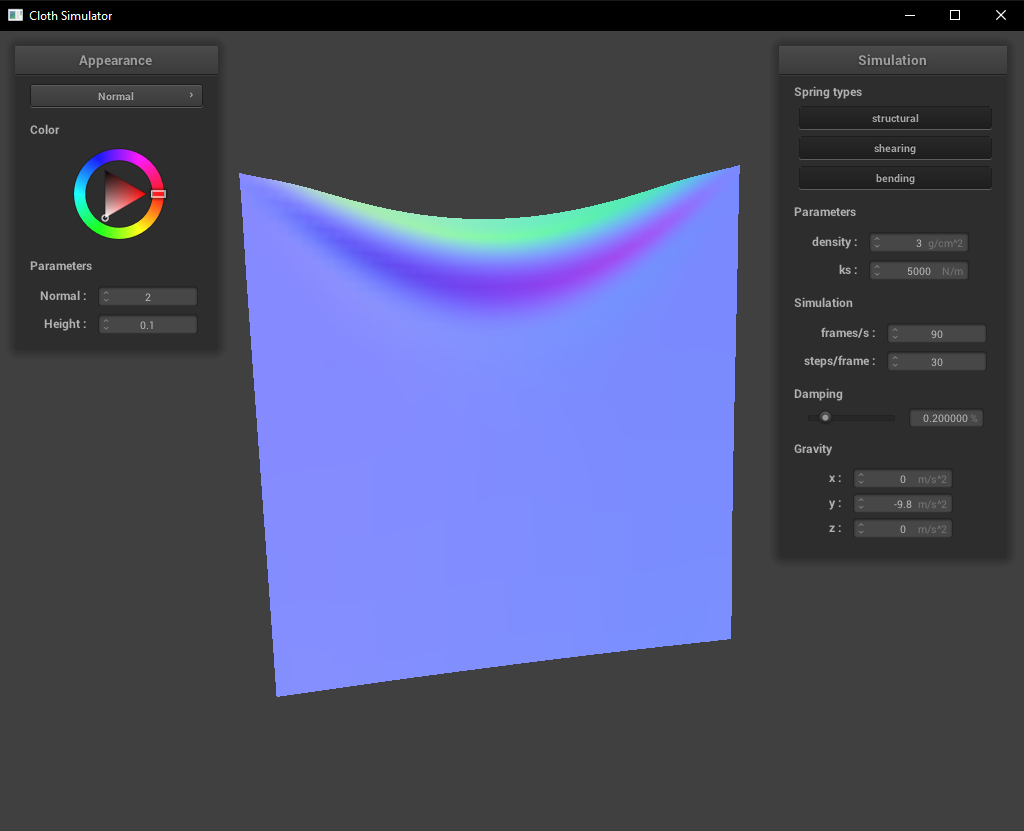 Cloth Simulator
Appearance
Normal
Color
Parameters
Normal : 2
Height : 0.1
Simulation
Spring types
structural
shearing
bending
Parameters
density : 3 g/cm^2
ks : 5000 N/m
Simulation
frames/s : 90
steps/frame : 30
Damping
0.200000 %
Gravity
x : 0 m/s^2
y : -9.8 m/s^2
z : 0 m/s^2